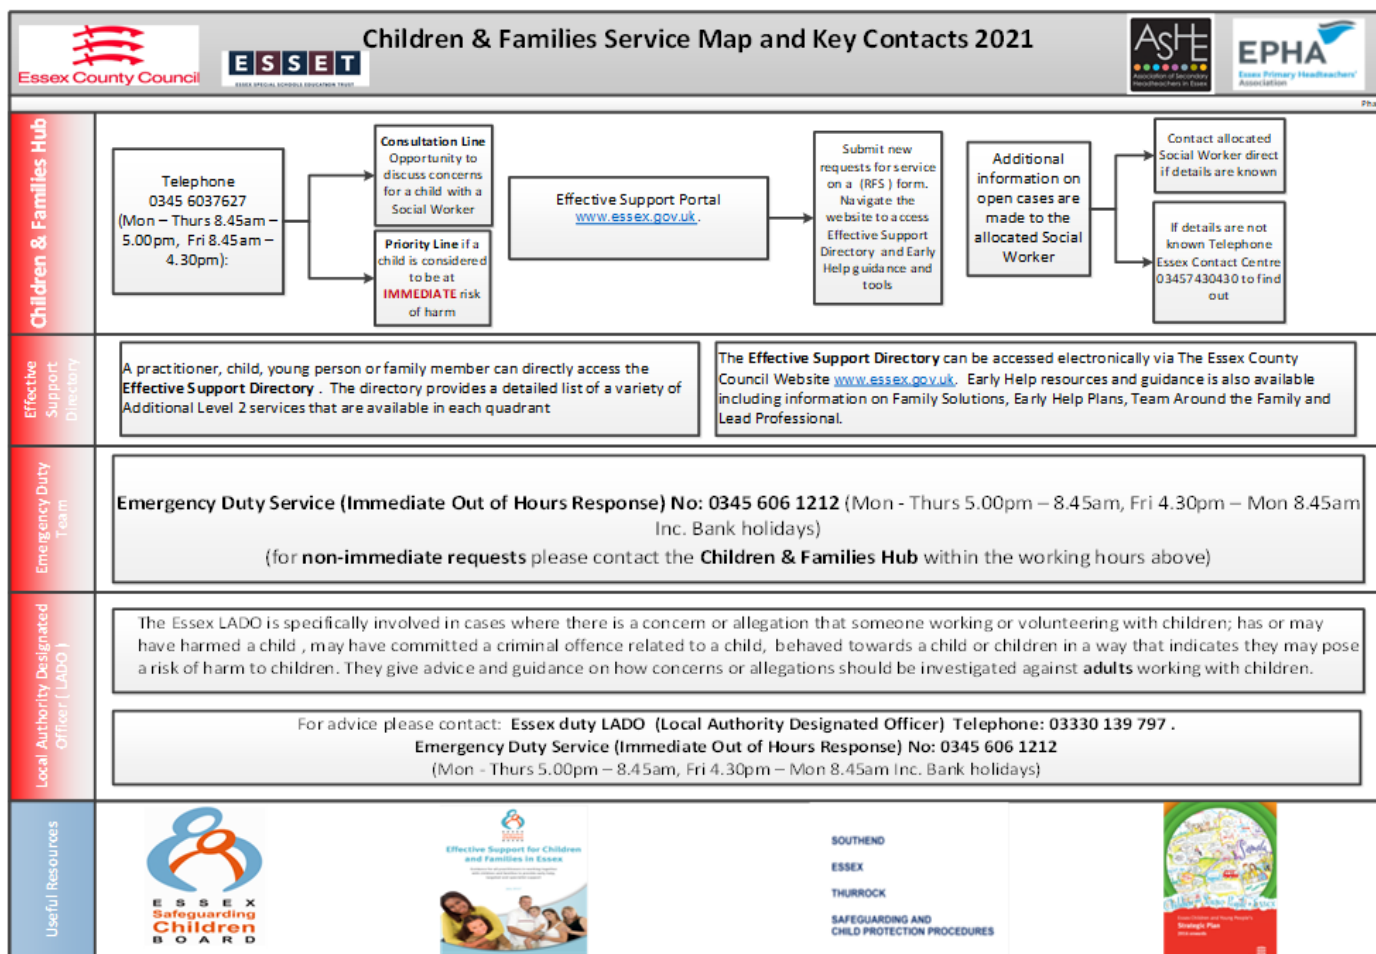 Children & Families Service Map and Key Contacts 2021
Essex County Council
ESSET
ESSEX SPECIAL SCHOOLS EDUCATION TRUST
ASHE
Association of Secondary
Headteachers in Essex
EPHA
Essex Primary Headteachers'
Association
Pha
Children & Families Hub
Telephone
0345 6037627
(Mon – Thurs 8.45am –
5.00pm, Fri 8.45am –
4.30pm):
Consultation Line
Opportunity to
discuss concerns
for a child with a
Social Worker
Priority Line if a
child is considered
to be at
IMMEDIATE risk
of harm
Effective Support Portal
www.essex.gov.uk.
Submit new
requests for service
on a (RFS ) form.
Navigate the
website to access
Effective Support
Directory and Early
Help guidance and
tools
Additional
information on
open cases are
made to the
allocated Social
Worker
Contact allocated
Social Worker direct
if details are known
If details are not
known Telephone
Essex Contact Centre
03457430430 to find
out
Effective
Support
Directory
A practitioner, child, young person or family member can directly access the
Effective Support Directory . The directory provides a detailed list of a variety of
Additional Level 2 services that are available in each quadrant
The Effective Support Directory can be accessed electronically via The Essex County
Council Website www.essex.gov.uk. Early Help resources and guidance is also available
including information on Family Solutions, Early Help Plans, Team Around the Family and
Lead Professional.
Emergency Duty
Team
Emergency Duty Service (Immediate Out of Hours Response) No: 0345 606 1212 (Mon - Thurs 5.00pm – 8.45am, Fri 4.30pm – Mon 8.45am
Inc. Bank holidays)
(for non-immediate requests please contact the Children & Families Hub within the working hours above)
Local Authority Designated
Officer ( LADO )
The Essex LADO is specifically involved in cases where there is a concern or allegation that someone working or volunteering with children; has or may
have harmed a child , may have committed a criminal offence related to a child, behaved towards a child or children in a way that indicates they may pose
a risk of harm to children. They give advice and guidance on how concerns or allegations should be investigated against adults working with children.
For advice please contact: Essex duty LADO (Local Authority Designated Officer) Telephone: 03330 139 797 .
Emergency Duty Service (Immediate Out of Hours Response) No: 0345 606 1212
(Mon - Thurs 5.00pm – 8.45am, Fri 4.30pm – Mon 8.45am Inc. Bank holidays)
Useful Resources
ESSEX
Safeguarding
Children
BOARD
Effective Support for Children
and Families in Essex
SOUTHEND
ESSEX
THURROCK
SAFEGUARDING AND
CHILD PROTECTION PROCEDURES
Essex Children and Young People's
Strategic Plan